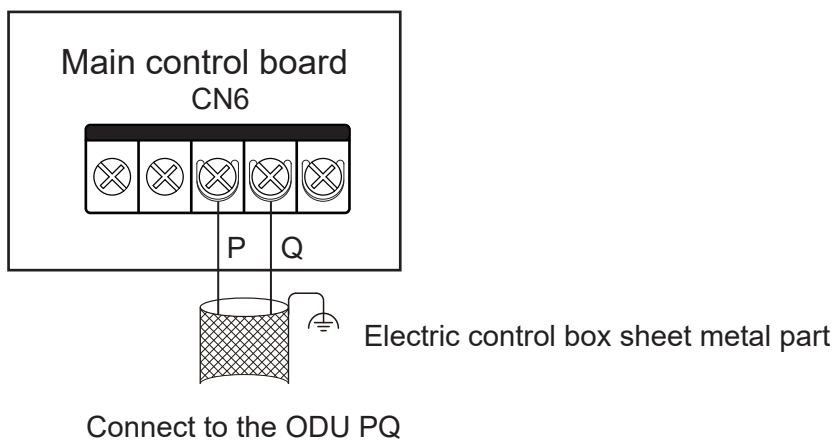 Main control board
CN6
P Q
Electric control box sheet metal part
Connect to the ODU PQ